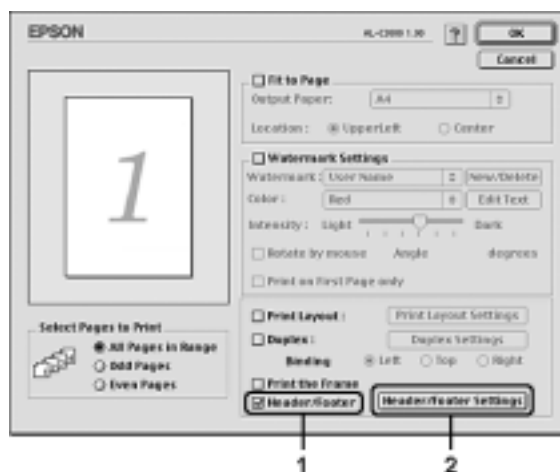 EPSON
AL-C3000 1.30
?
OK
Cancel
Fit to Page
Output Paper:
A4
Location:
UpperLeft
Center
1
Watermark Settings
Watermark:
User Name
New/Delete
Color:
Red
Edit Text
Intensity:
Light
Dark
Rotate by mouse
Angle
degrees
Print on First Page only
Select Pages to Print
All Pages in Range
Odd Pages
Even Pages
Print Layout:
Print Layout Settings
Duplex:
Duplex Settings
Binding
Left
Top
Right
Print the Frame
Header/Footer
Header/Footer Settings
1
2